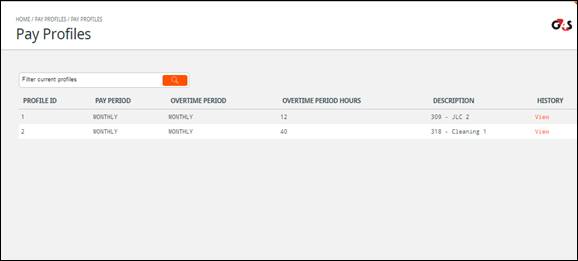 HOME / PAY PROFILES / PAY PROFILES
Pay Profiles
G4S
Filter current profiles
PROFILE ID PAY PERIOD OVERTIME PERIOD OVERTIME PERIOD HOURS DESCRIPTION HISTORY
1 MONTHLY MONTHLY 12 309 - JLC 2 View
2 MONTHLY MONTHLY 40 318 - Cleaning 1 View